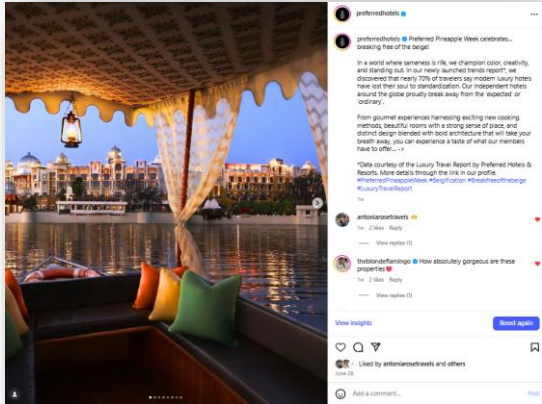 preferredhotels
preferredhotels Preferred Pineapple Week celebrates...
breaking free of the beige!
In a world where sameness is rife, we champion color, creativity,
and standing out. In our newly launched trends report*, we
discovered that nearly 70% of travelers say modern luxury hotels
have lost their soul to standardization. Our independent hotels
around the globe proudly break away from the 'expected' or
'ordinary'.
From gourmet experiences harnessing exciting new cooking
methods, beautiful rooms with a strong sense of place, and
distinct design blended with bold architecture that will take your
breath away, you can experience a taste of what our members
have to offer... ->
*Data courtesy of the Luxury Travel Report by Preferred Hotels &
Resorts. More details through the link in our profile.
#PreferredPineappleWeek #Beigification #Breakfreeofthebeige
#LuxuryTravelReport
1w
antoniarosetravels
1w 2 likes Reply
View replies (1)
theblondeflamingo How absolutely gorgeous are these
properties
1w 2 likes Reply
View replies (1)
View insights
Boost again
Liked by antoniarosetravels and others
June 28
Add a comment...
Post